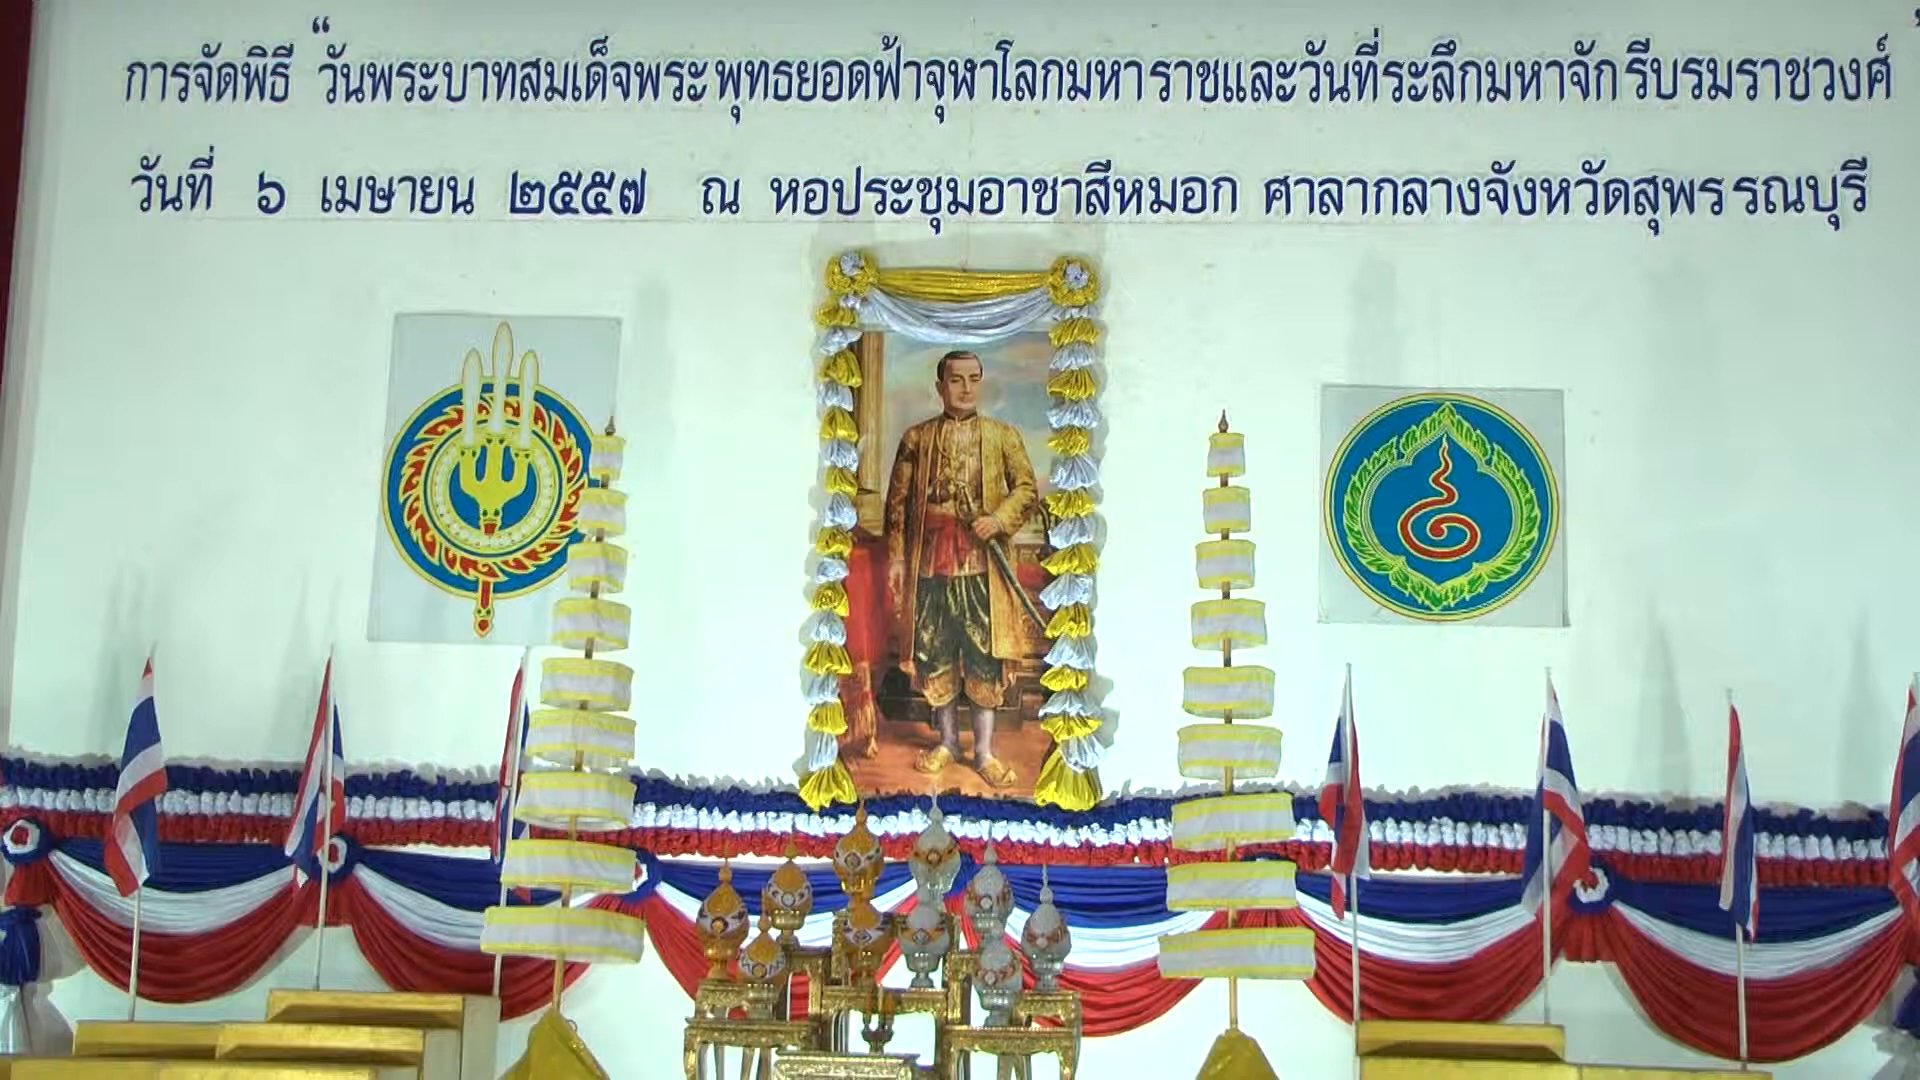 การจัดพิธี “วันพระบาทสมเด็จพระพุทธยอดฟ้าจุฬาโลกมหาราชและวันที่ระลึกมหาจักรีบรมราชวงศ์”
วันที่ ๖ เมษายน ๒๕๕๗ ณ หอประชุมอาชาสีหมอก ศาลากลางจังหวัดสุพรรณบุรี